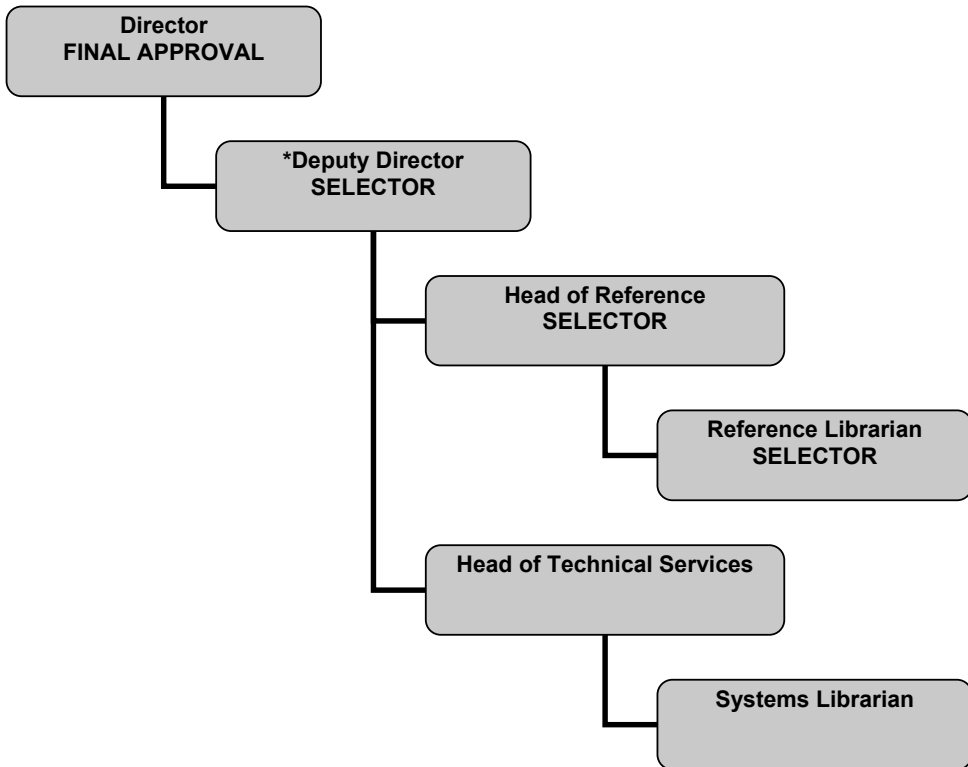 Director
FINAL APPROVAL
*Deputy Director
SELECTOR
Head of Reference
SELECTOR
Reference Librarian
SELECTOR
Head of Technical Services
Systems Librarian